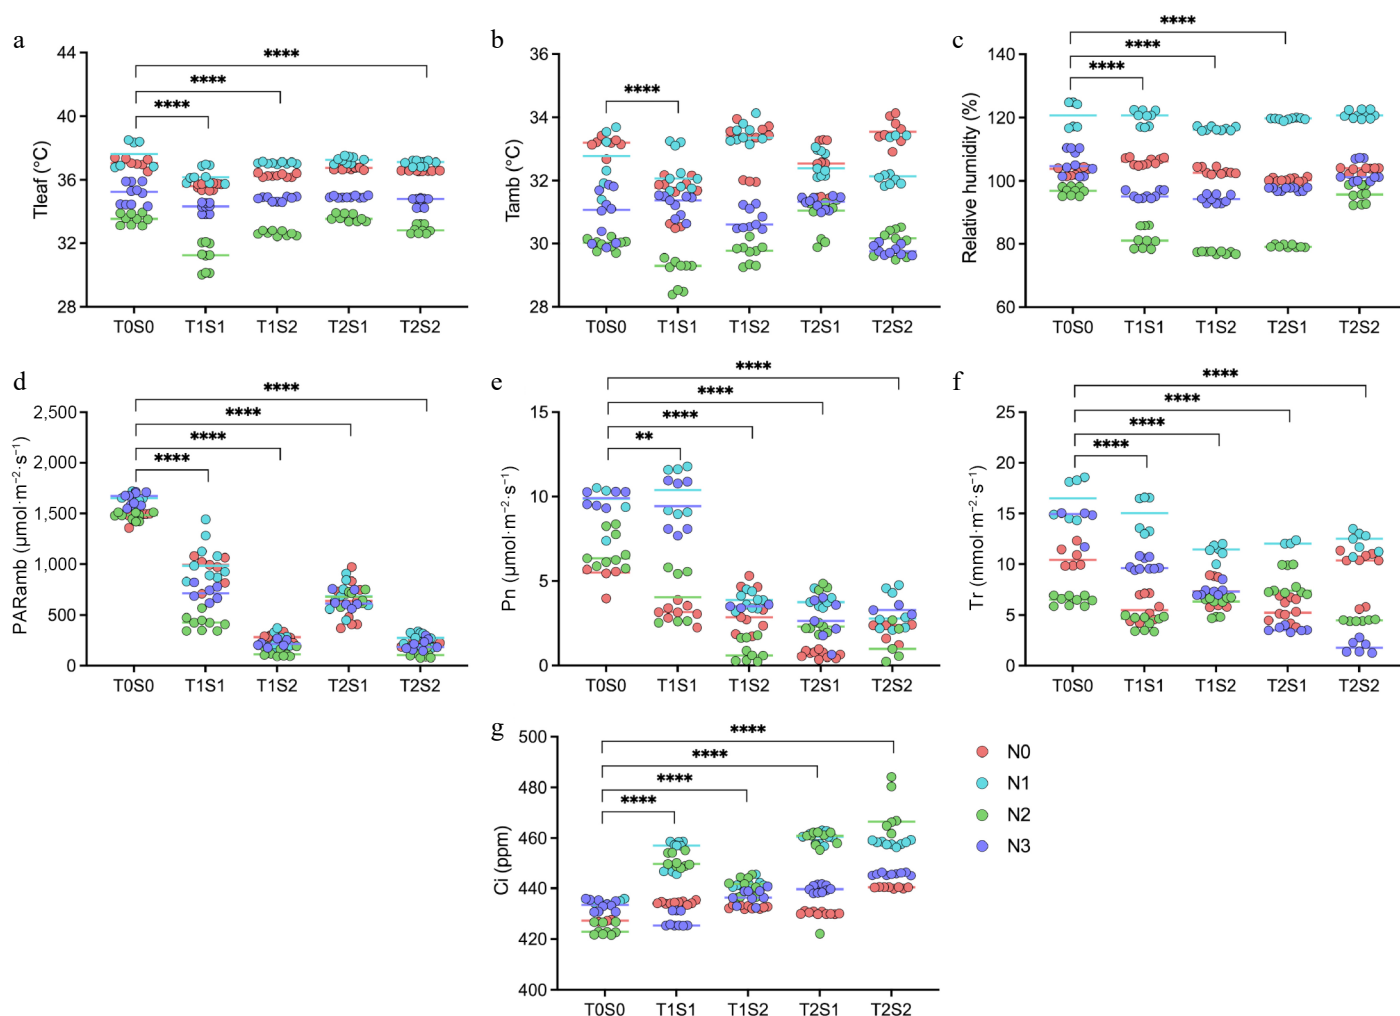 a
Tleaf (°C)
44
40
36
32
28
****
****
****
T0S0 T1S1 T1S2 T2S1 T2S2
b
Tamb (°C)
36
34
32
30
28
****
T0S0 T1S1 T1S2 T2S1 T2S2
c
Relative humidity (%)
140
120
100
80
60
****
****
****
T0S0 T1S1 T1S2 T2S1 T2S2
d
PARamb (µmol·m⁻²·s⁻¹)
2,500
2,000
1,500
1,000
500
0
****
****
****
****
T0S0 T1S1 T1S2 T2S1 T2S2
e
Pn (µmol·m⁻²·s⁻¹)
15
10
5
0
****
****
****
**
T0S0 T1S1 T1S2 T2S1 T2S2
f
Tr (mmol·m⁻²·s⁻¹)
25
20
15
10
5
0
****
****
****
****
T0S0 T1S1 T1S2 T2S1 T2S2
g
Ci (ppm)
500
480
460
440
420
400
****
****
****
****
T0S0 T1S1 T1S2 T2S1 T2S2
N0
N1
N2
N3